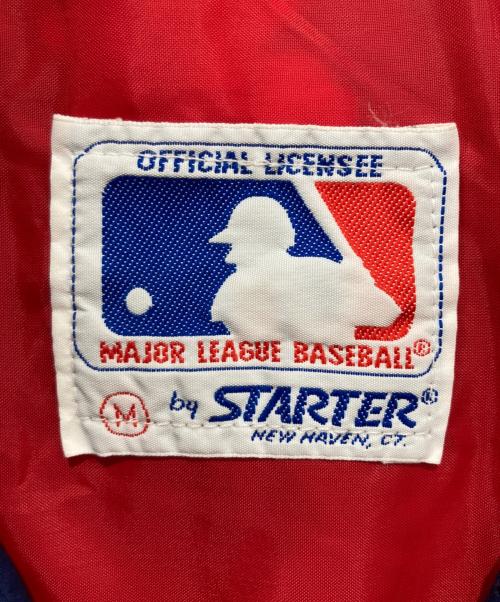 OFFICIAL LICENSEE
MAJOR LEAGUE BASEBALL®
M by STARTER®
NEW HAVEN, CT.